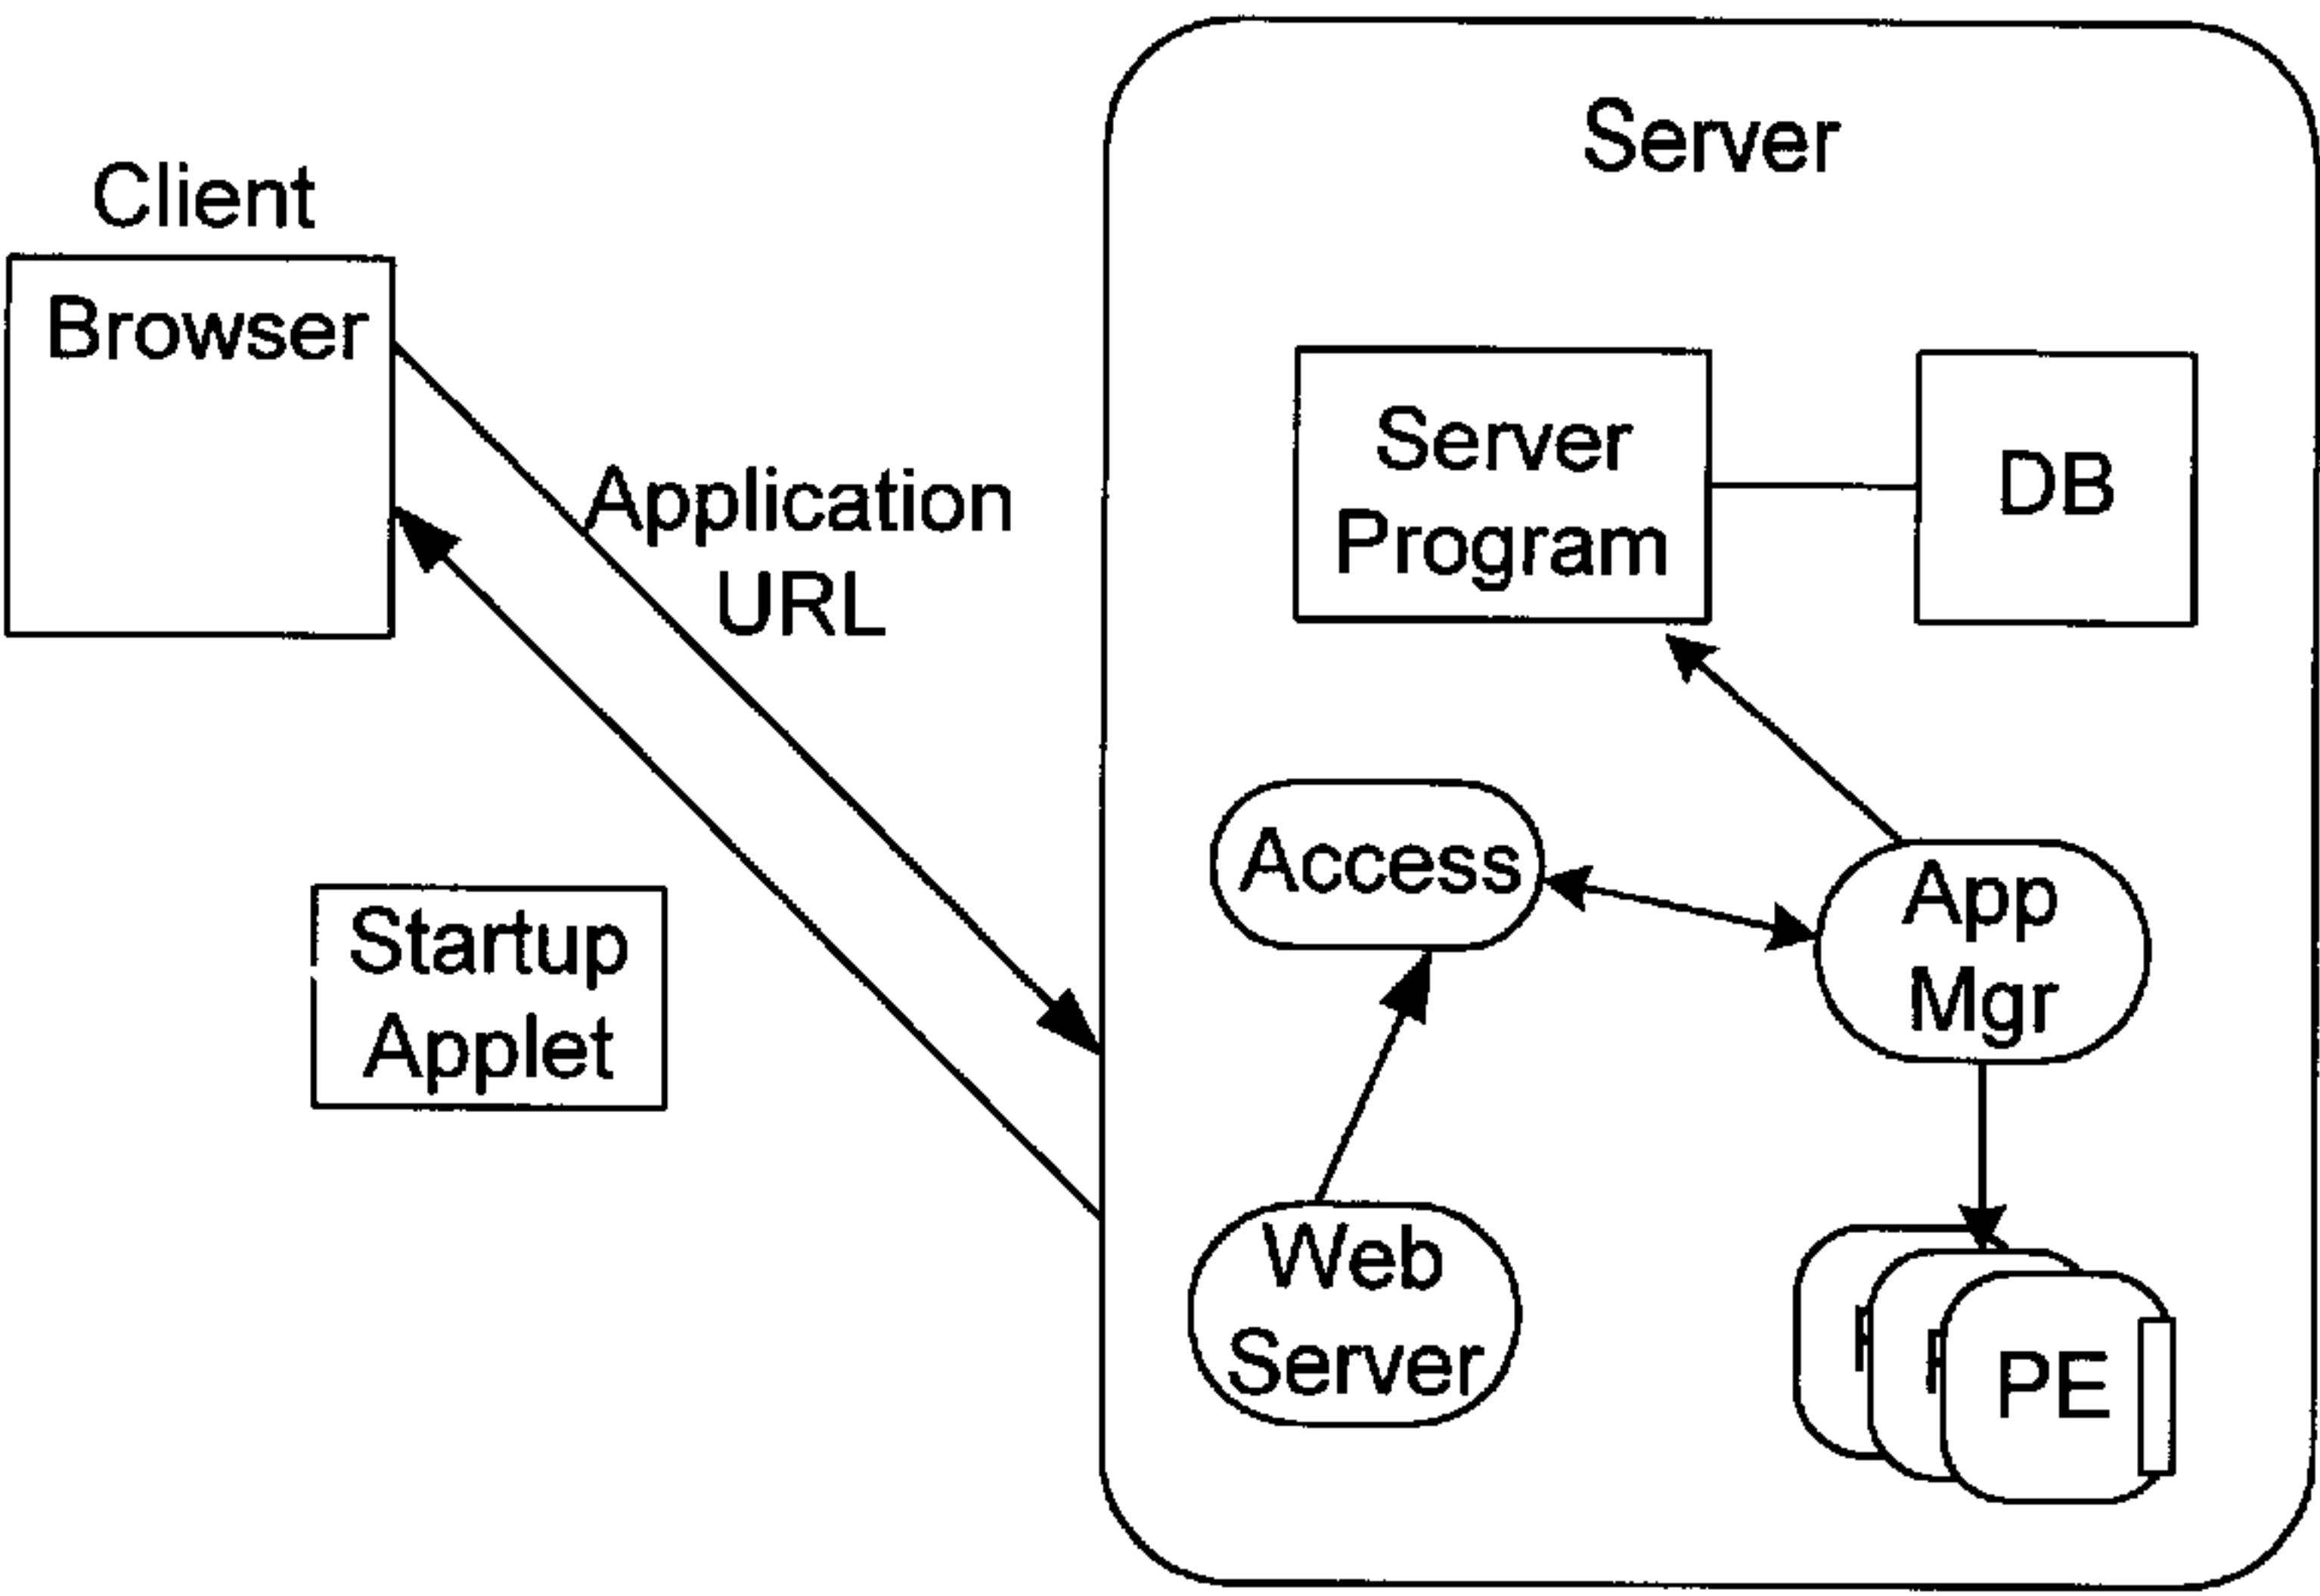 Client
Browser
Application
URL
Startup
Applet
Server
Server
Program
DB
Access
App
Mgr
Web
Server
PE